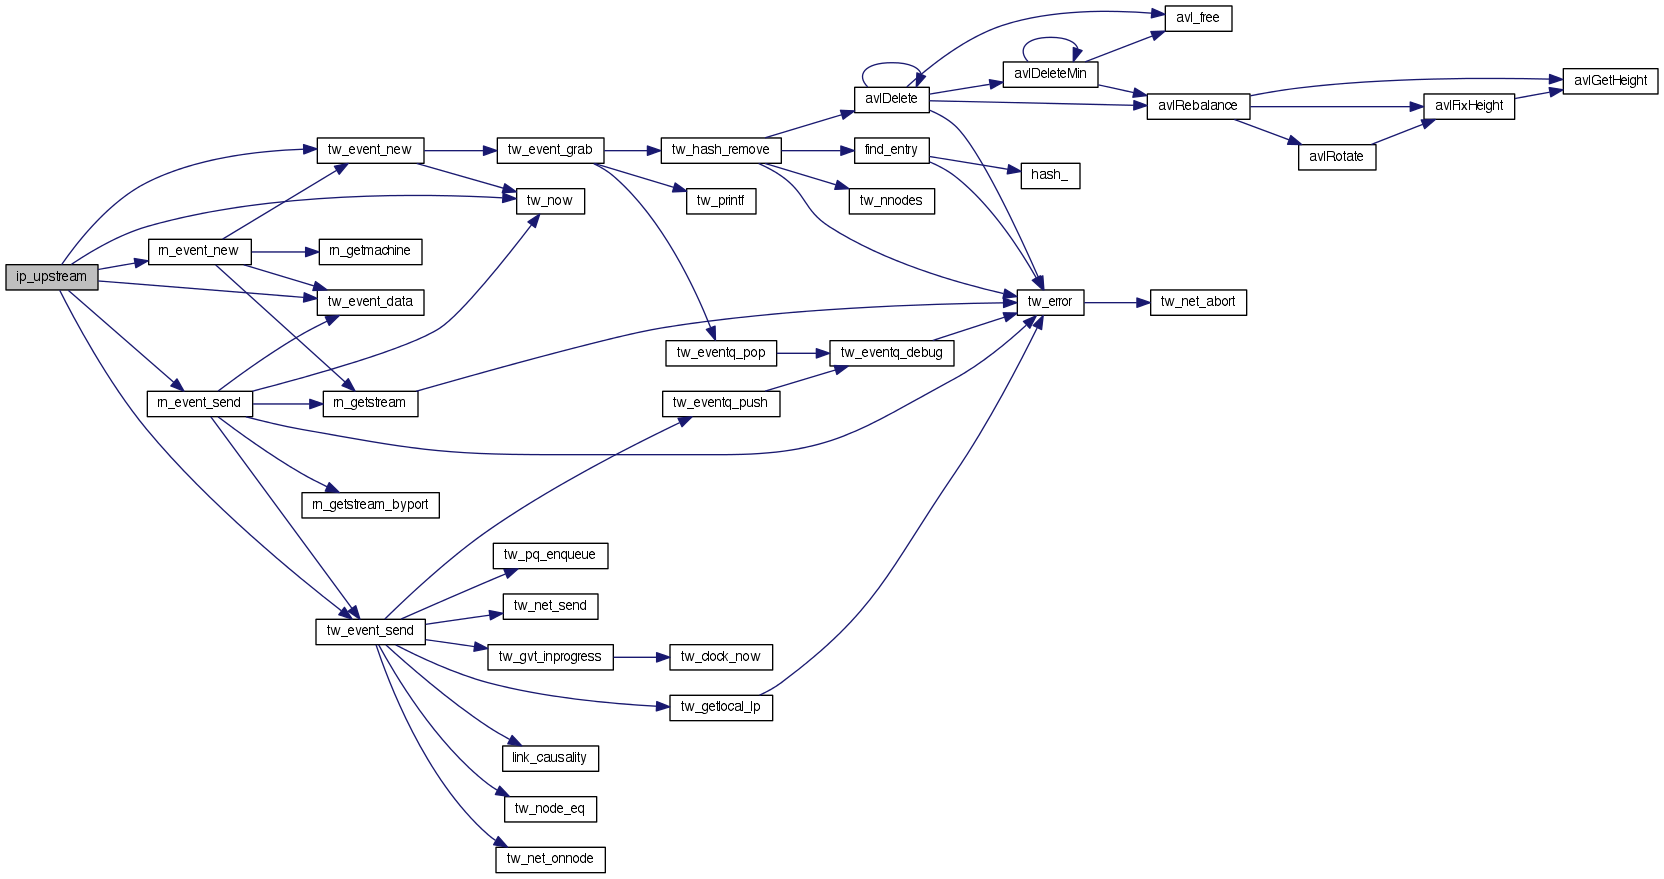 avl_free
avlDeleteMin
avlGetHeight
avlDelete
avlRebalance
avlFixHeight
tw_event_new
tw_event_grab
tw_hash_remove
find_entry
avlRotate
hash_
tw_now
tw_printf
tw_nnodes
rn_event_new
rn_getmachine
ip_upstream
tw_event_data
tw_error
tw_net_abort
tw_eventq_pop
tw_eventq_debug
rn_event_send
rn_getstream
tw_eventq_push
rn_getstream_byport
tw_pq_enqueue
tw_net_send
tw_event_send
tw_gvt_inprogress
tw_clock_now
tw_getlocal_lp
link_causality
tw_node_eq
tw_net_onnode